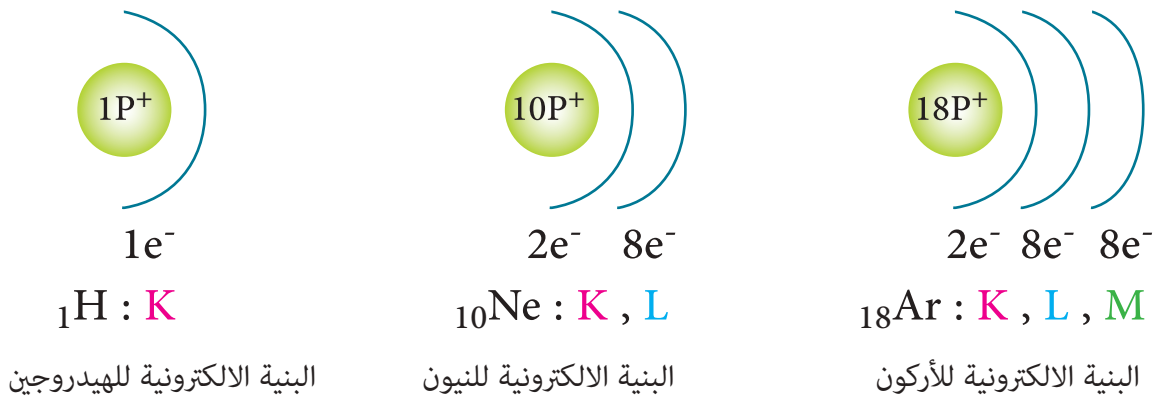 1P⁺
1e⁻
₁H : K
البنية الالكترونية للهيدروجين
10P⁺
2e⁻ 8e⁻
₁₀Ne : K , L
البنية الالكترونية للنيون
18P⁺
2e⁻ 8e⁻ 8e⁻
₁₈Ar : K , L , M
البنية الالكترونية للأركون